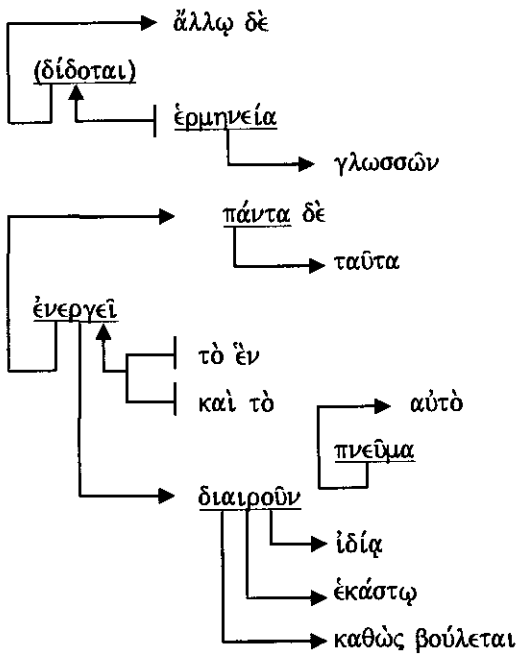 ἄλλῳ δὲ
(δίδοται)
ἑρμηνεία
γλωσσῶν
πάντα δὲ
ταῦτα
ἐνεργεῖ
τὸ ἓν
καὶ τὸ
αὐτὸ
πνεῦμα
διαιροῦν
ἰδίᾳ
ἑκάστῳ
καθὼς βούλεται